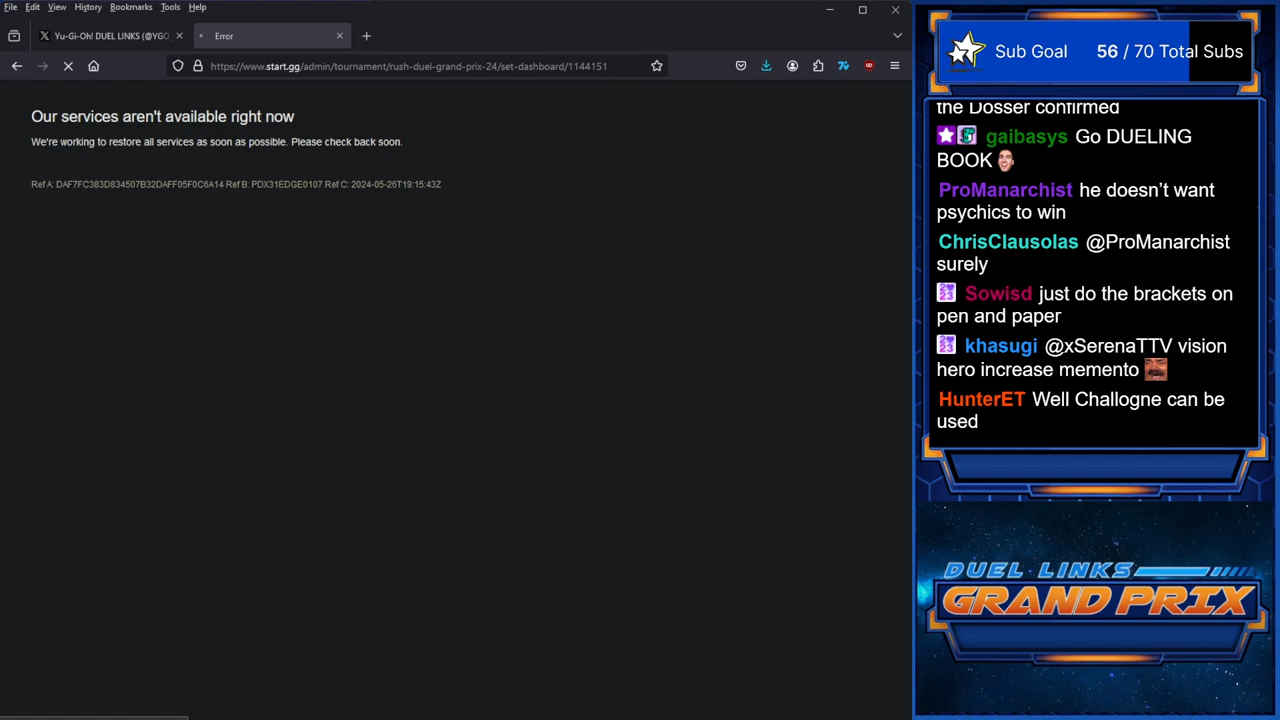 File Edit View History Bookmarks Tools Help
Yu-Gi-Oh! DUEL LINKS (@YGO_
Error
https://www.start.gg/admin/tournament/rush-duel-grand-prix-24/set-dashboard/1144151
Our services aren't available right now
We're working to restore all services as soon as possible. Please check back soon.
Ref A: DAF7FC383D834507B32DAFF05F0C6A14 Ref B: PDX31EDGE0107 Ref C: 2024-05-26T19:15:43Z
Sub Goal 56 / 70 Total Subs
the Dosser confirmed
gaibasys Go DUELING
BOOK
ProManarchist he doesn't want
psychics to win
ChrisClausolas @ProManarchist
surely
Sowisd just do the brackets on
pen and paper
khasugi @xSerenaTTV vision
hero increase memento
HunterET Well Challogne can be
used
DUEL LINKS
GRAND PRIX